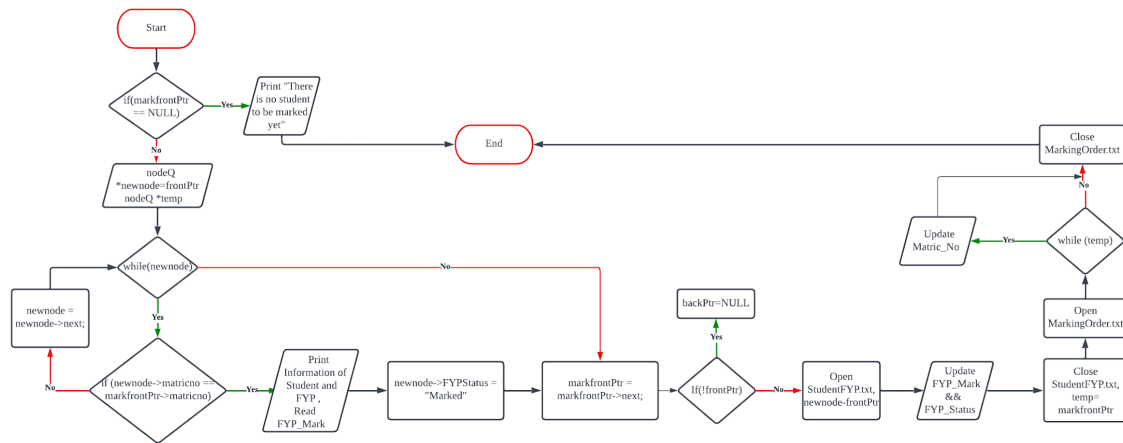 Start
if(markfrontPtr
== NULL)
Yes
Print "There
is no student
to be marked
yet"
End
No
nodeQ
*newnode=frontPtr
nodeQ *temp
while(newnode)
No
Yes
newnode =
newnode->next;
No
if (newnode->matricno ==
markfrontPtr->matricno)
Yes
Print
Information of
Student and
FYP ,
Read
FYP_Mark
newnode->FYPStatus =
"Marked"
markfrontPtr =
markfrontPtr->next;
backPtr=NULL
Yes
If(!frontPtr)
No
Open
StudentFYP.txt,
newnode-frontPtr
Update
FYP_Mark
&&
FYP_Status
Close
StudentFYP.txt,
temp=
markfrontPtr
Open
MarkingOrder.txt
while (temp)
Yes
Update
Matric_No
No
Close
MarkingOrder.txt